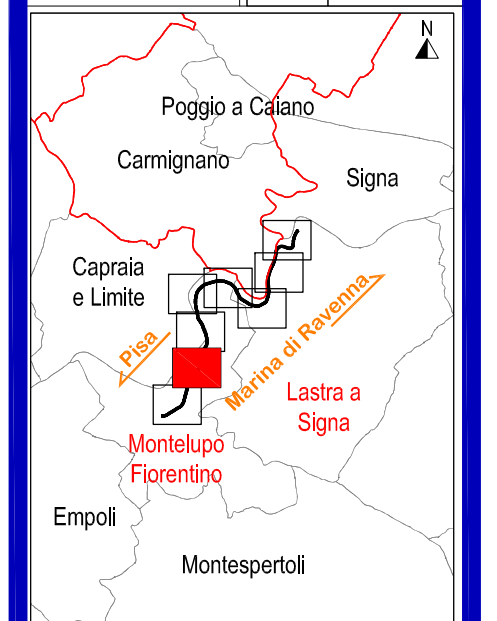 N
Poggio a Caiano
Carmignano
Signa
Capraia
e Limite
Pisa
Marina di Ravenna
Lastra a
Signa
Montelupo
Fiorentino
Empoli
Montespertoli